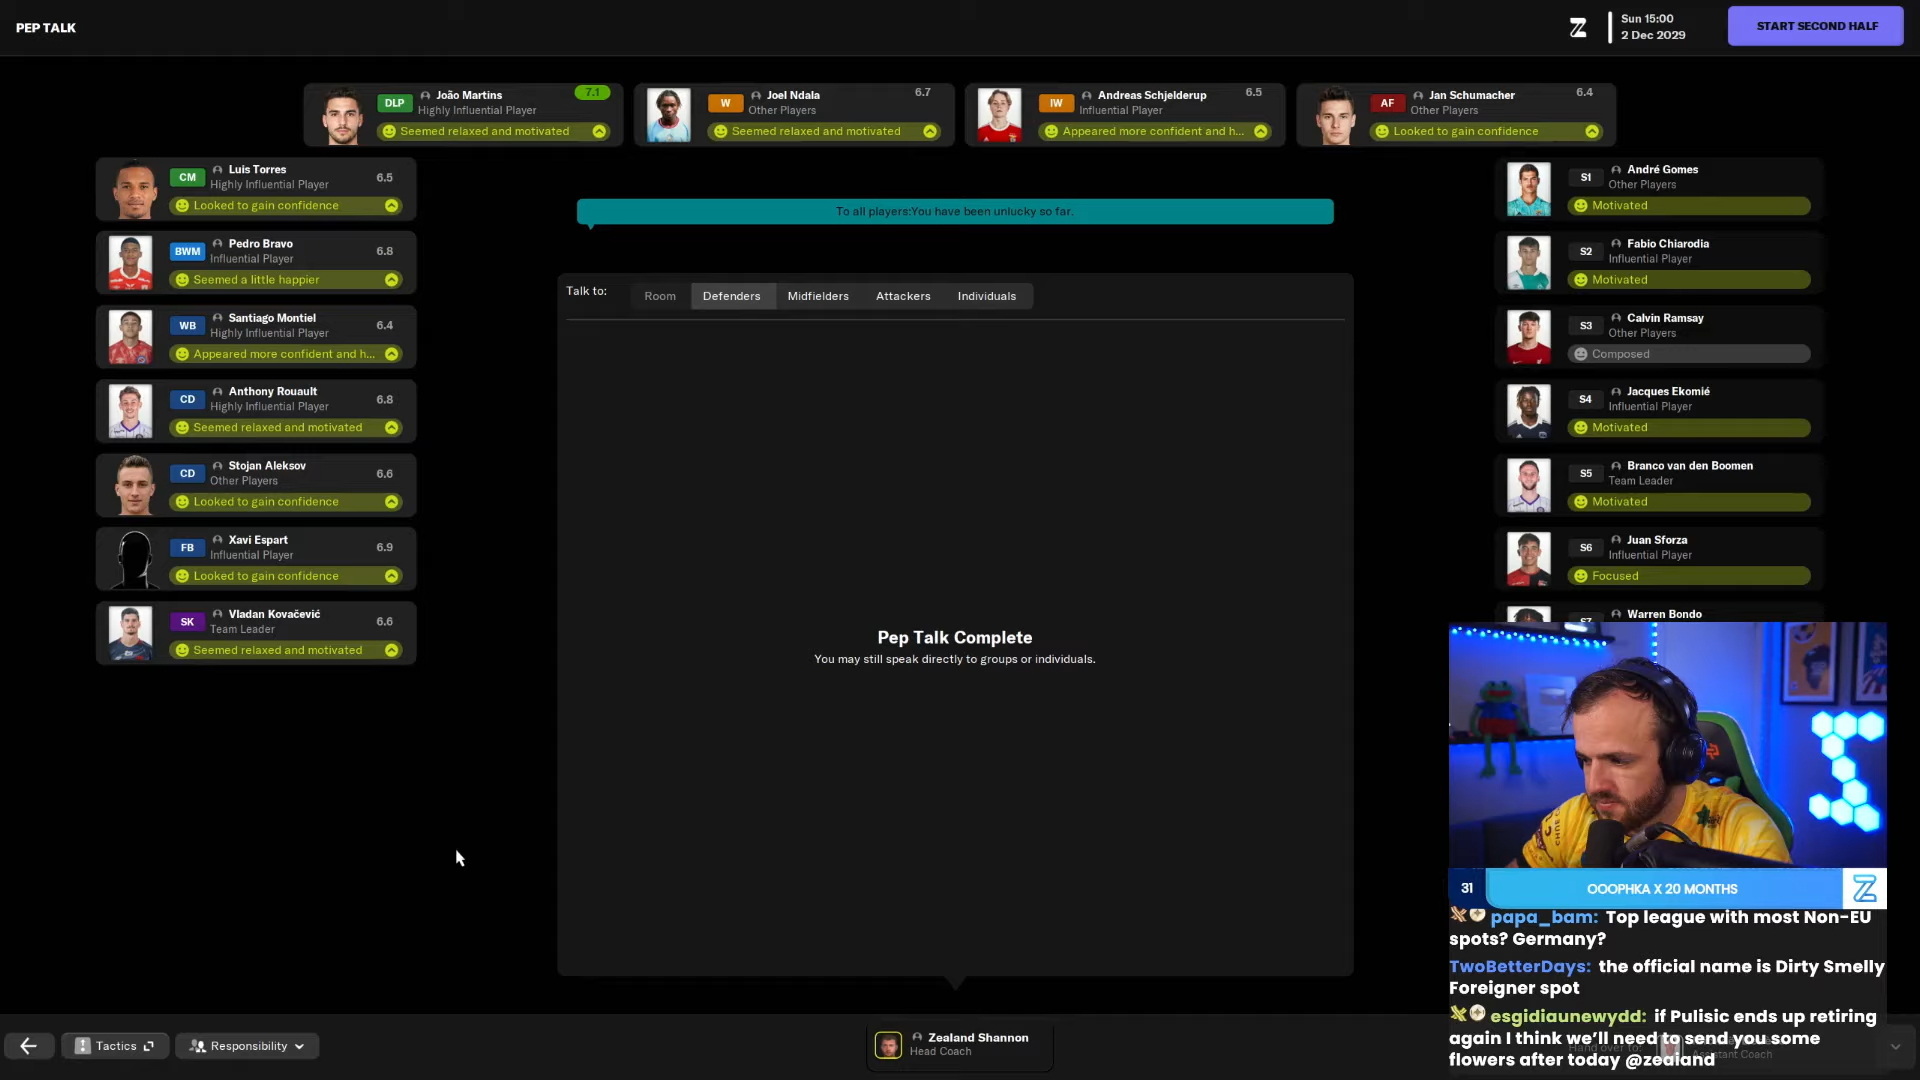 PEP TALK
Sun 15:00
2 Dec 2029
START SECOND HALF
DLP João Martins 7.1
Highly Influential Player
Seemed relaxed and motivated
W Joel Ndala 6.7
Other Players
Seemed relaxed and motivated
IW Andreas Schjelderup 6.5
Influential Player
Appeared more confident and h...
AF Jan Schumacher 6.4
Other Players
Looked to gain confidence
CM Luis Torres 6.5
Highly Influential Player
Looked to gain confidence
BWM Pedro Bravo 6.8
Influential Player
Seemed a little happier
WB Santiago Montiel 6.4
Highly Influential Player
Appeared more confident and h...
CD Anthony Rouault 6.8
Highly Influential Player
Seemed relaxed and motivated
CD Stojan Aleksov 6.6
Other Players
Looked to gain confidence
FB Xavi Espart 6.9
Influential Player
Looked to gain confidence
SK Vladan Kovačević 6.6
Team Leader
Seemed relaxed and motivated
To all players:You have been unlucky so far.
Talk to: Room Defenders Midfielders Attackers Individuals
Pep Talk Complete
You may still speak directly to groups or individuals.
S1 André Gomes
Other Players
Motivated
S2 Fabio Chiarodia
Influential Player
Motivated
S3 Calvin Ramsay
Other Players
Composed
S4 Jacques Ekomié
Influential Player
Motivated
S5 Branco van den Boomen
Team Leader
Motivated
S6 Juan Sforza
Influential Player
Focused
Warren Bondo
31 OOOPHKA X 20 MONTHS
papa_bam: Top league with most Non-EU
spots? Germany?
TwoBetterDays: the official name is Dirty Smelly
Foreigner spot
esgidiaunewydd: if Pulisic ends up retiring
again I think we'll need to send you some
flowers after today @zealand
Tactics Responsibility
Zealand Shannon
Head Coach
Assistant Coach